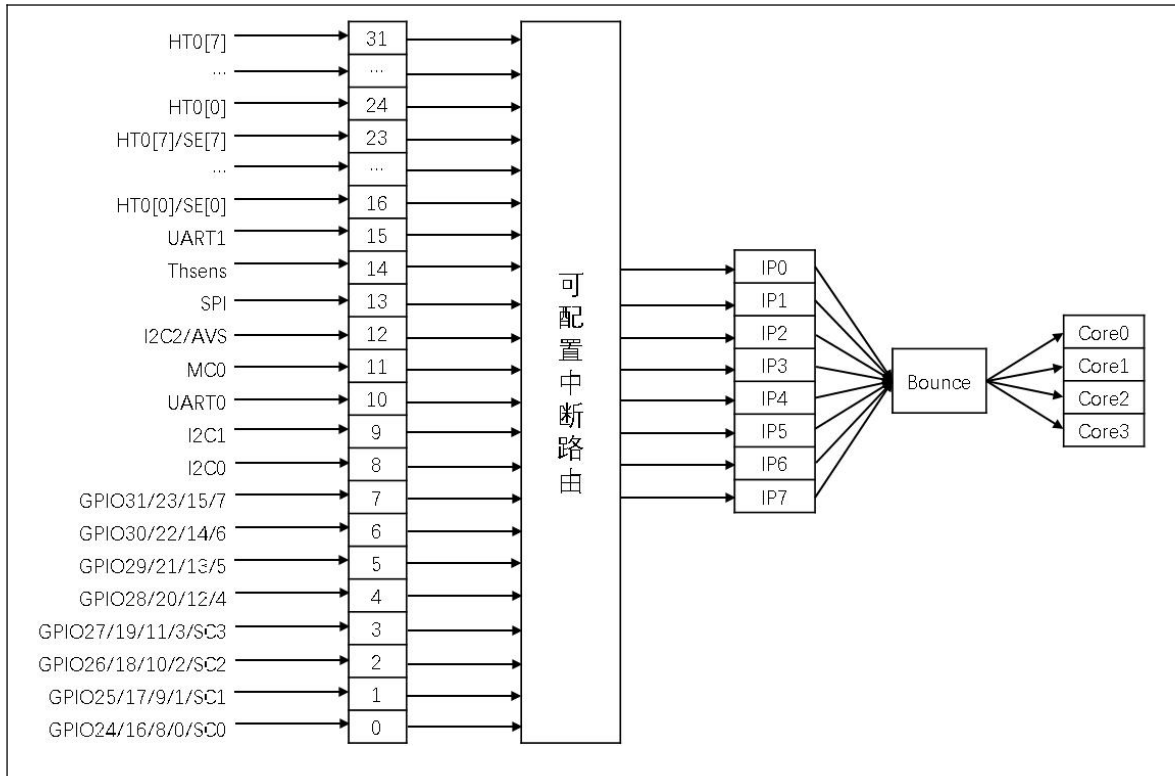 HT0[7] 31
... ...
HT0[0] 24
HT0[7]/SE[7] 23
... ...
HT0[0]/SE[0] 16
UART1 15
Thsens 14
SPI 13
I2C2/AVS 12
MC0 11
UART0 10
I2C1 9
I2C0 8
GPIO31/23/15/7 7
GPIO30/22/14/6 6
GPIO29/21/13/5 5
GPIO28/20/12/4 4
GPIO27/19/11/3/SC3 3
GPIO26/18/10/2/SC2 2
GPIO25/17/9/1/SC1 1
GPIO24/16/8/0/SC0 0
可配置中断路由
IP0
IP1
IP2
IP3
IP4
IP5
IP6
IP7
Bounce
Core0
Core1
Core2
Core3